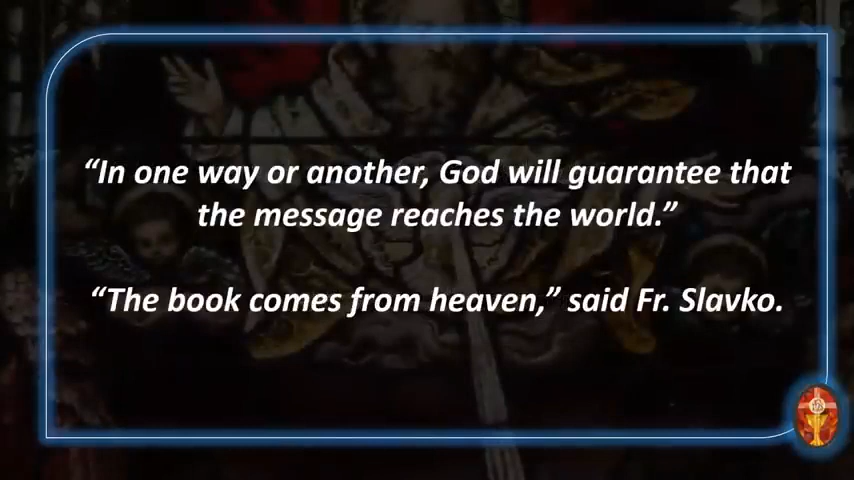 “In one way or another, God will guarantee that
the message reaches the world.”
“The book comes from heaven,” said Fr. Slavko.